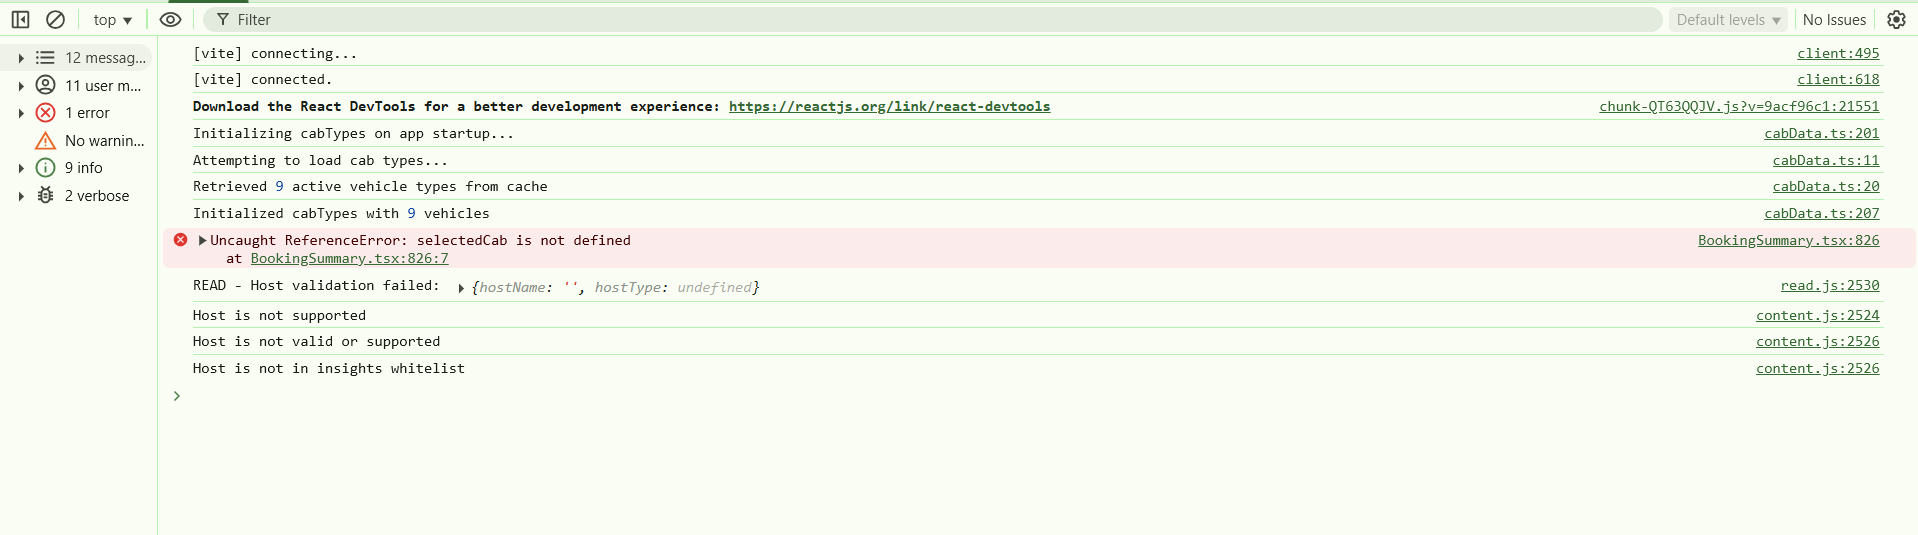 top ▼
Filter
Default levels ▼
No Issues
12 messag...
11 user m...
1 error
No warnin...
9 info
2 verbose
[vite] connecting... client:495
[vite] connected. client:618
Download the React DevTools for a better development experience: https://reactjs.org/link/react-devtools chunk-QT63QQJV.js?v=9acf96c1:21551
Initializing cabTypes on app startup... cabData.ts:201
Attempting to load cab types... cabData.ts:11
Retrieved 9 active vehicle types from cache cabData.ts:20
Initialized cabTypes with 9 vehicles cabData.ts:207
Uncaught ReferenceError: selectedCab is not defined BookingSummary.tsx:826
at BookingSummary.tsx:826:7
READ - Host validation failed: {hostName: '', hostType: undefined} read.js:2530
Host is not supported content.js:2524
Host is not valid or supported content.js:2526
Host is not in insights whitelist content.js:2526